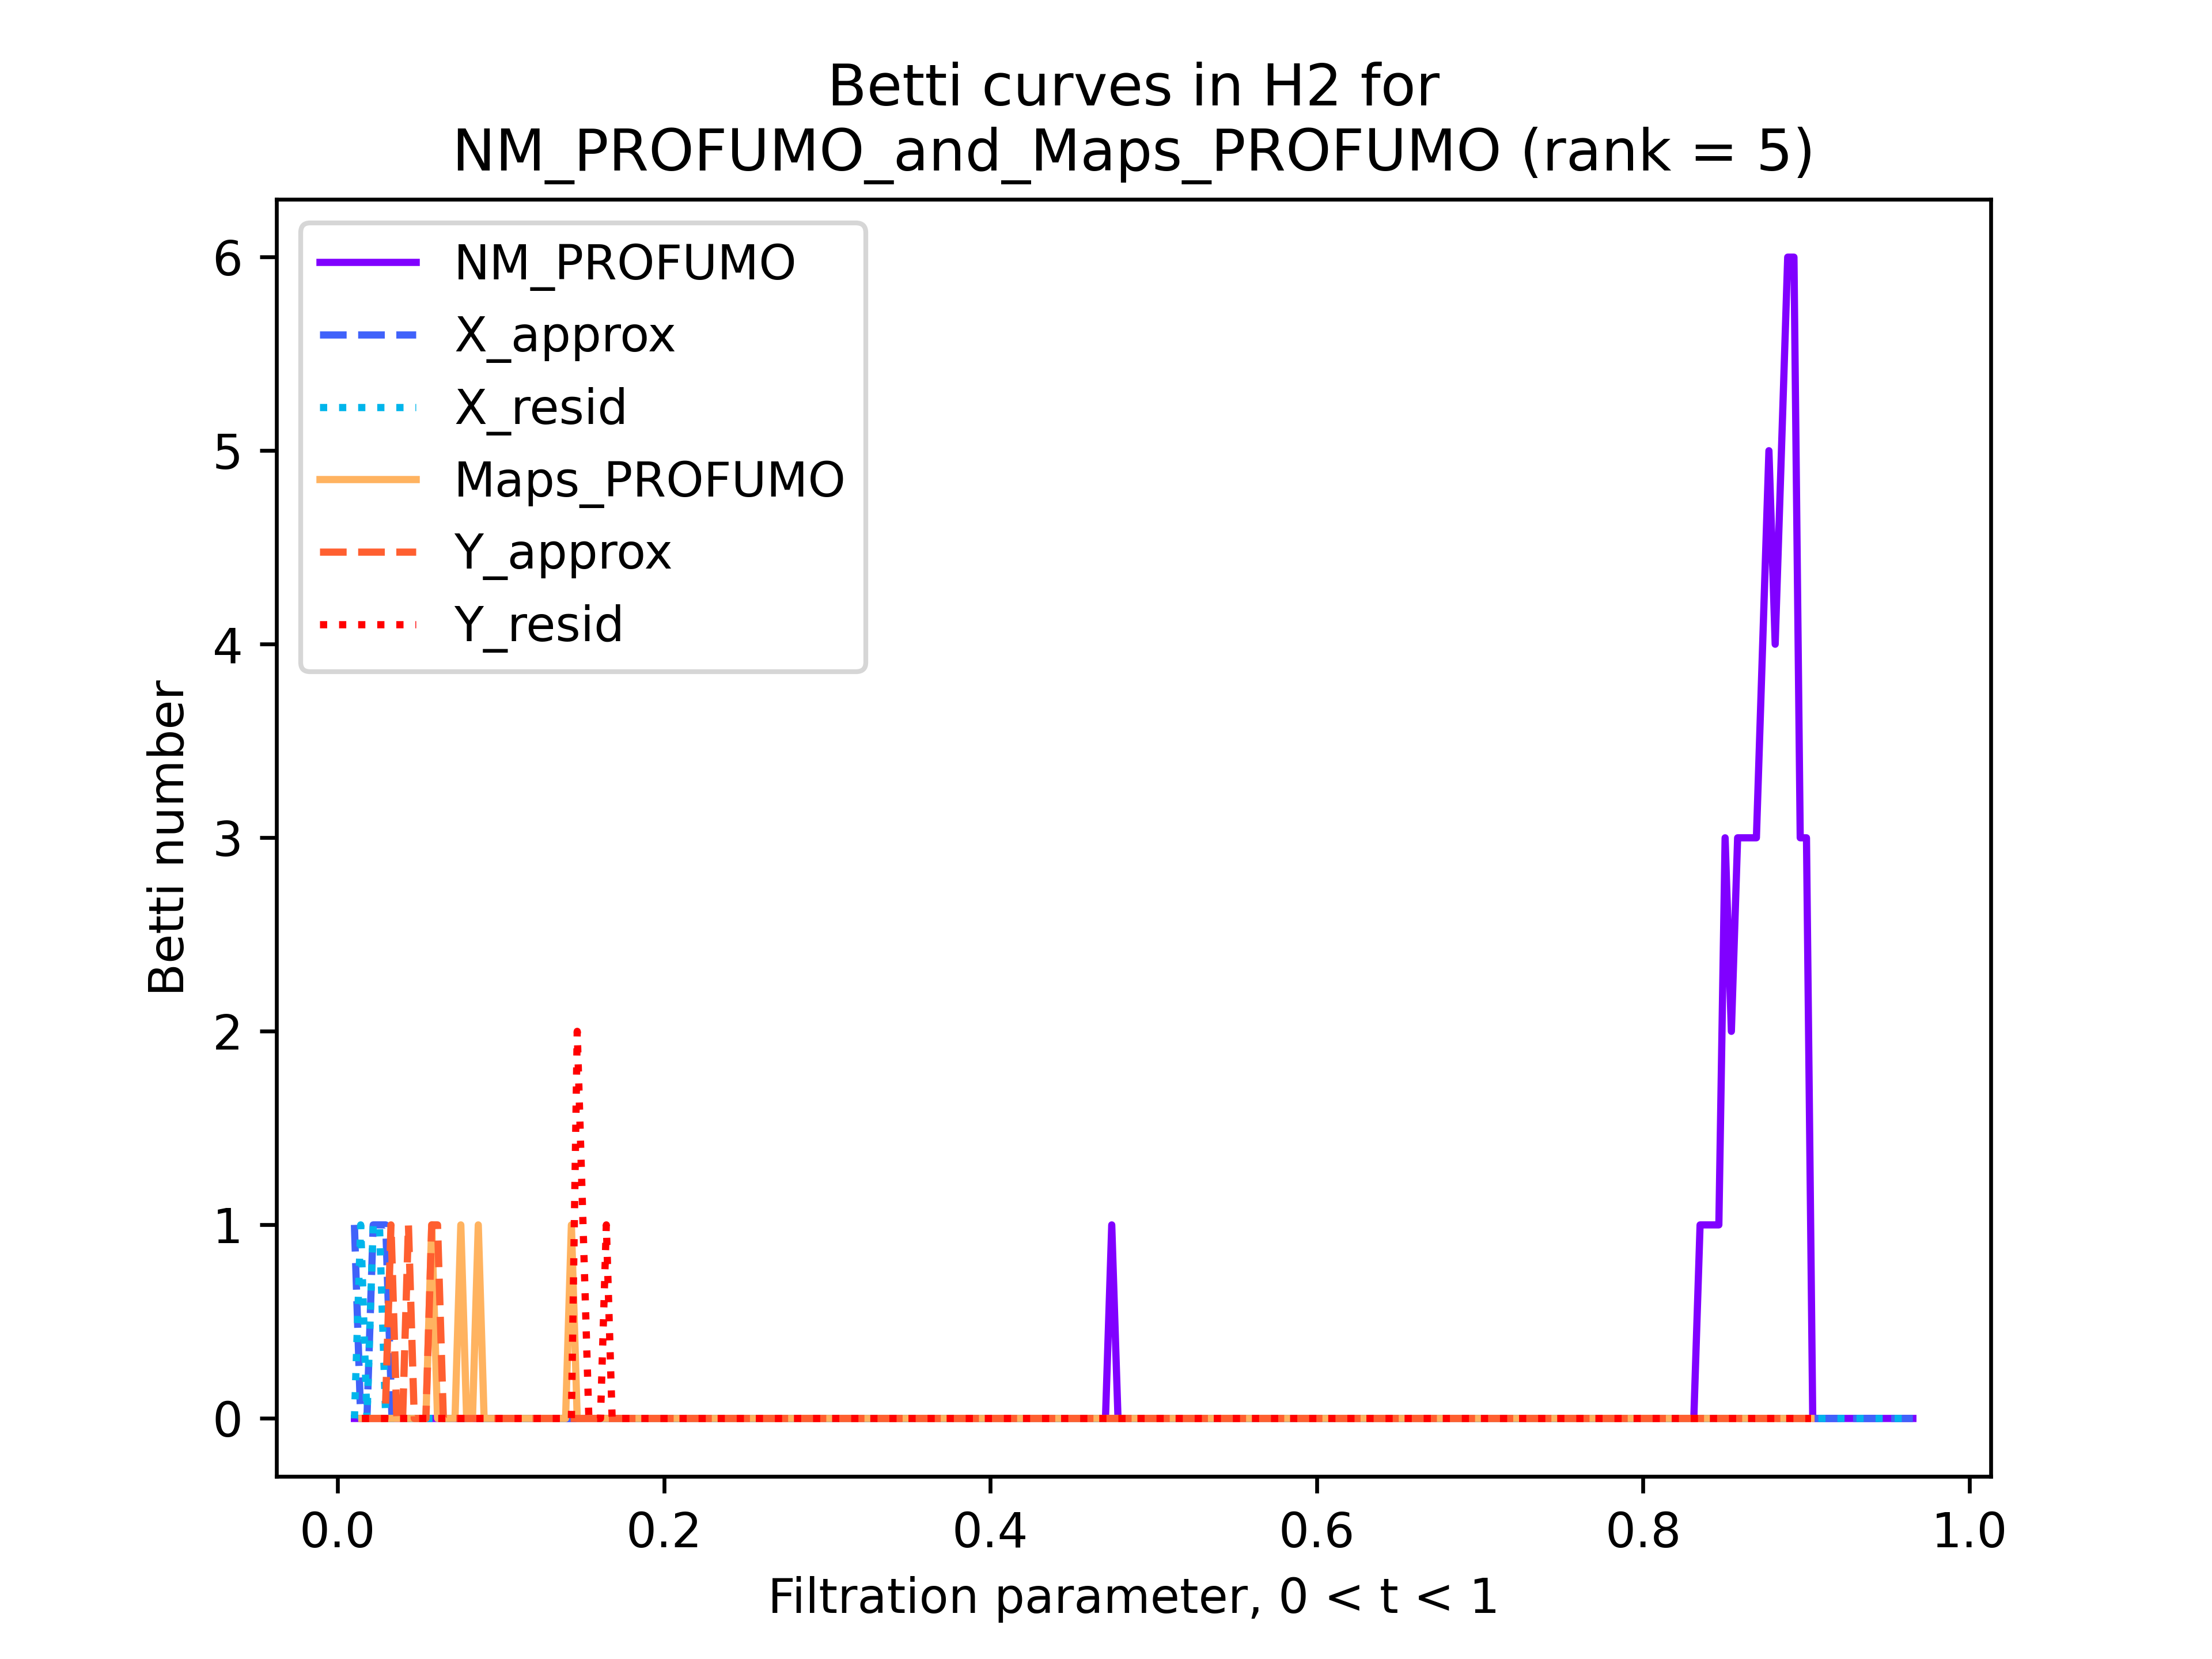 Betti curves in H2 for
NM_PROFUMO_and_Maps_PROFUMO (rank = 5)
NM_PROFUMO
X_approx
X_resid
Maps_PROFUMO
Y_approx
Y_resid
Betti number
6
5
4
3
2
1
0
0.0 0.2 0.4 0.6 0.8 1.0
Filtration parameter, 0 < t < 1